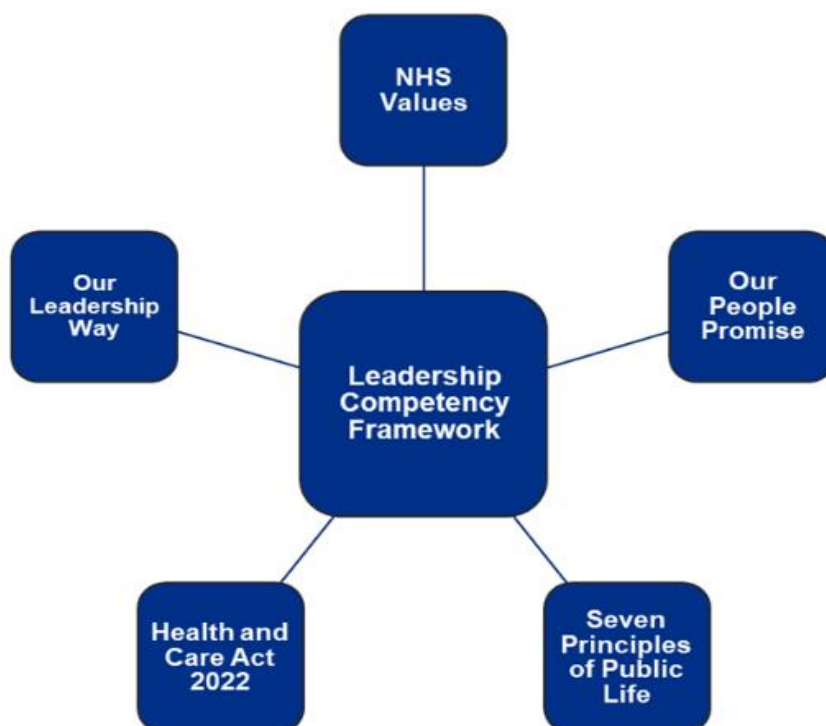 NHS
Values
Our
Leadership
Way
Our
People
Promise
Leadership
Competency
Framework
Health and
Care Act
2022
Seven
Principles
of Public
Life